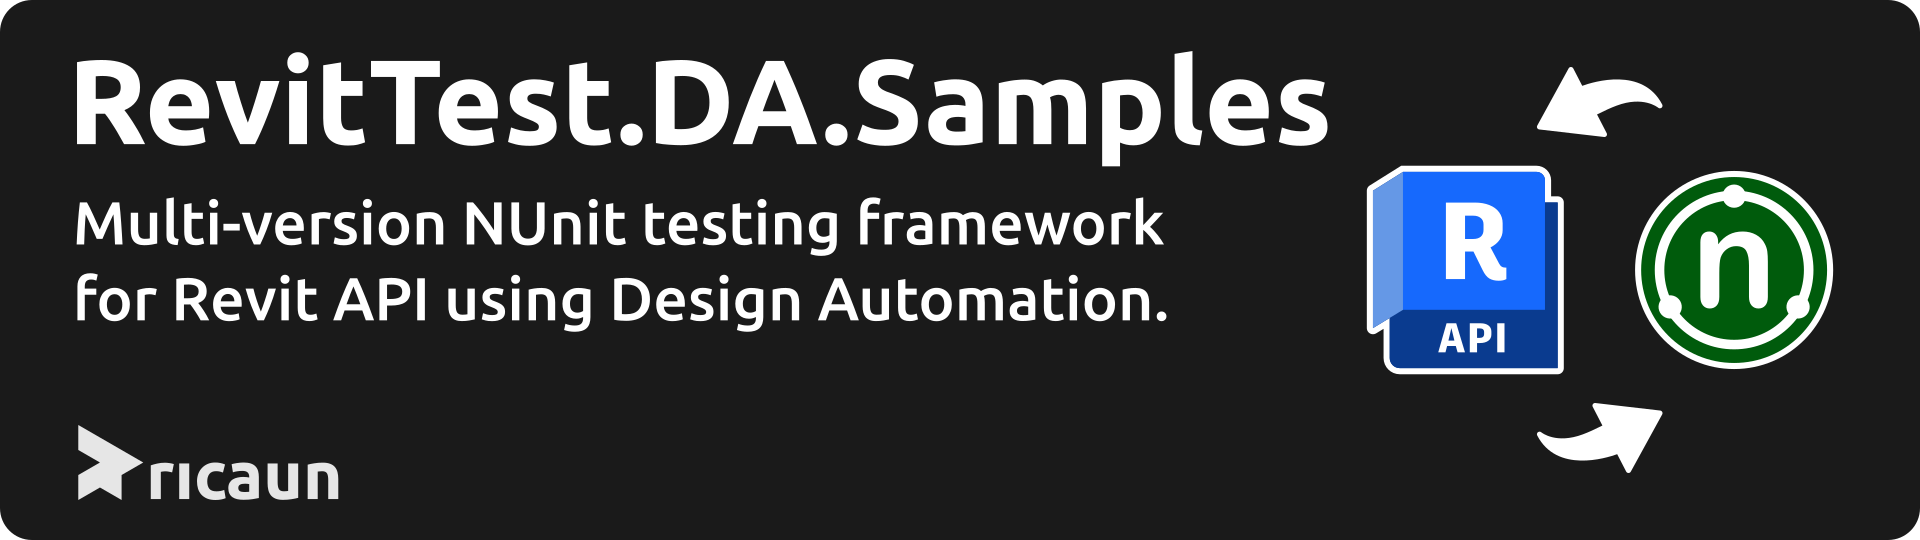 RevitTest.DA.Samples
Multi-version NUnit testing framework
for Revit API using Design Automation.
R
API
n
ricaun